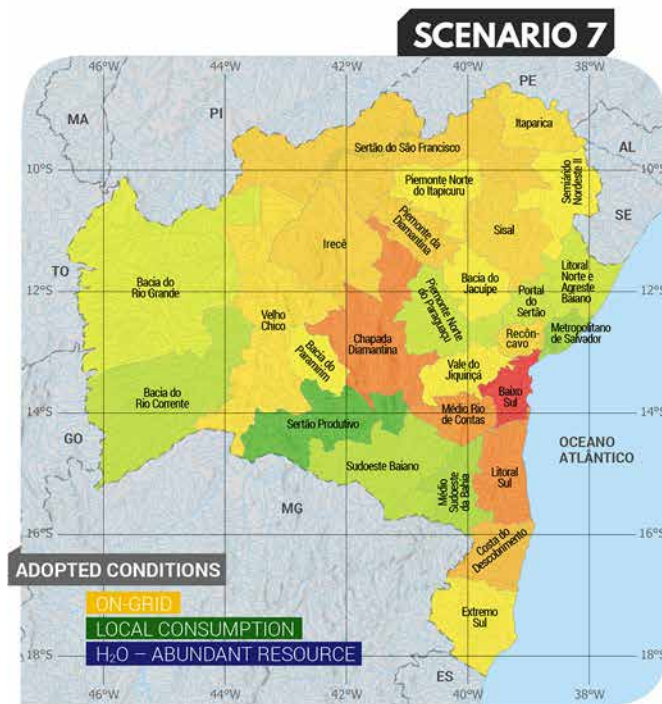 SCENARIO 7
46°W
44°W
42°W
40°W
38°W
PE
MA
PI
Itaparica
AL
10°S
10°S
Sertão do São Francisco
Piemonte Norte
do Itapicuru
Semiárido
Nordeste II
SE
Piemonte da
Diamantina
Irecê
Sisal
TO
Bacia do
Rio Grande
12°S
12°S
Bacia do
Jacuípe
Litoral
Norte e
Agreste
Baiano
Portal
do
Sertão
Piemonte Norte
do Paraguaçu
Velho
Chico
Metropolitano
de Salvador
Recôn-
cavo
Chapada
Diamantina
Bacia do
Paramirim
Vale do
Jiquiriçá
Bacia do
Rio Corrente
Baixo
Sul
14°S
14°S
Médio Rio
de Contas
Sertão Produtivo
GO
OCEANO
ATLÂNTICO
Sudoeste Baiano
Médio
Sudoeste
da Bahia
Litoral
Sul
MG
16°S
16°S
Costa do
Descobrimento
ADOPTED CONDITIONS
ON-GRID
LOCAL CONSUMPTION
H₂O – ABUNDANT RESOURCE
Extremo
Sul
18°S
18°S
ES
46°W
44°W
42°W
40°W
38°W